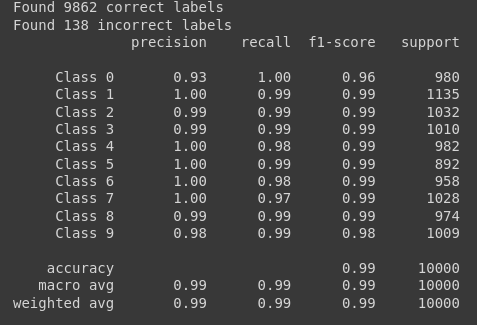 Found 9862 correct labels
Found 138 incorrect labels
precision recall f1-score support
Class 0 0.93 1.00 0.96 980
Class 1 1.00 0.99 0.99 1135
Class 2 0.99 0.99 0.99 1032
Class 3 0.99 0.99 0.99 1010
Class 4 1.00 0.98 0.99 982
Class 5 1.00 0.99 0.99 892
Class 6 1.00 0.98 0.99 958
Class 7 1.00 0.97 0.99 1028
Class 8 0.99 0.99 0.99 974
Class 9 0.98 0.99 0.98 1009
accuracy 0.99 10000
macro avg 0.99 0.99 0.99 10000
weighted avg 0.99 0.99 0.99 10000